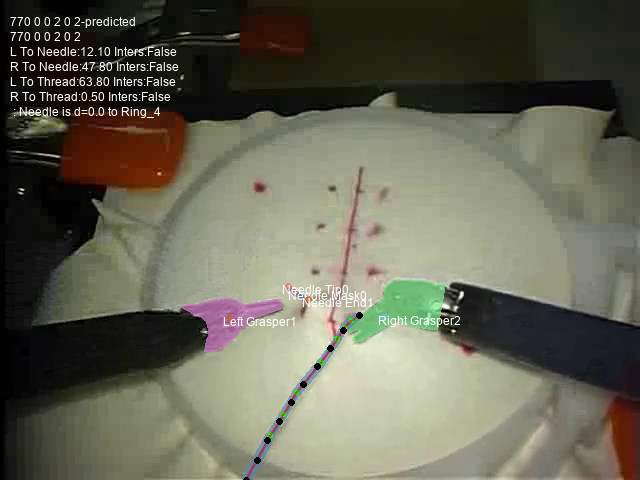 770 0 0 2 0 2-predicted
770 0 0 2 0 2
L To Needle:12.10 Inters:False
R To Needle:47.80 Inters:False
L To Thread:63.80 Inters:False
R To Thread:0.50 Inters:False
: Needle is d=0.0 to Ring_4
Needle Tip0
Needle Mask0
Needle End1
Left Grasper1
Right Grasper2